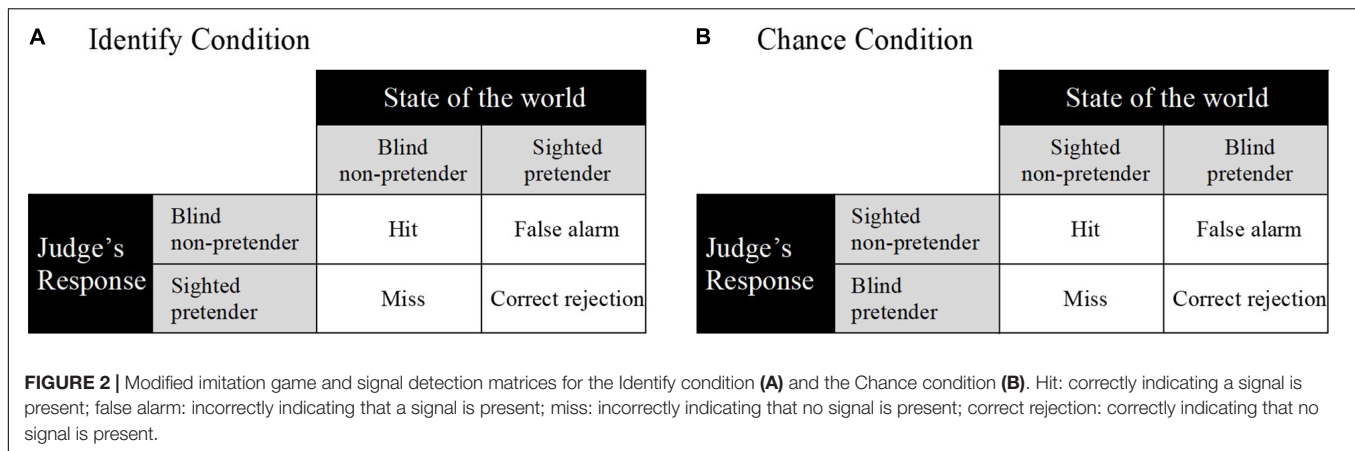 A Identify Condition
State of the world
Blind non-pretender
Sighted pretender
Judge's Response
Blind non-pretender
Hit
False alarm
Sighted pretender
Miss
Correct rejection
B Chance Condition
State of the world
Sighted non-pretender
Blind pretender
Judge's Response
Sighted non-pretender
Hit
False alarm
Blind pretender
Miss
Correct rejection
FIGURE 2 | Modified imitation game and signal detection matrices for the Identify condition (A) and the Chance condition (B). Hit: correctly indicating a signal is
present; false alarm: incorrectly indicating that a signal is present; miss: incorrectly indicating that no signal is present; correct rejection: correctly indicating that no
signal is present.